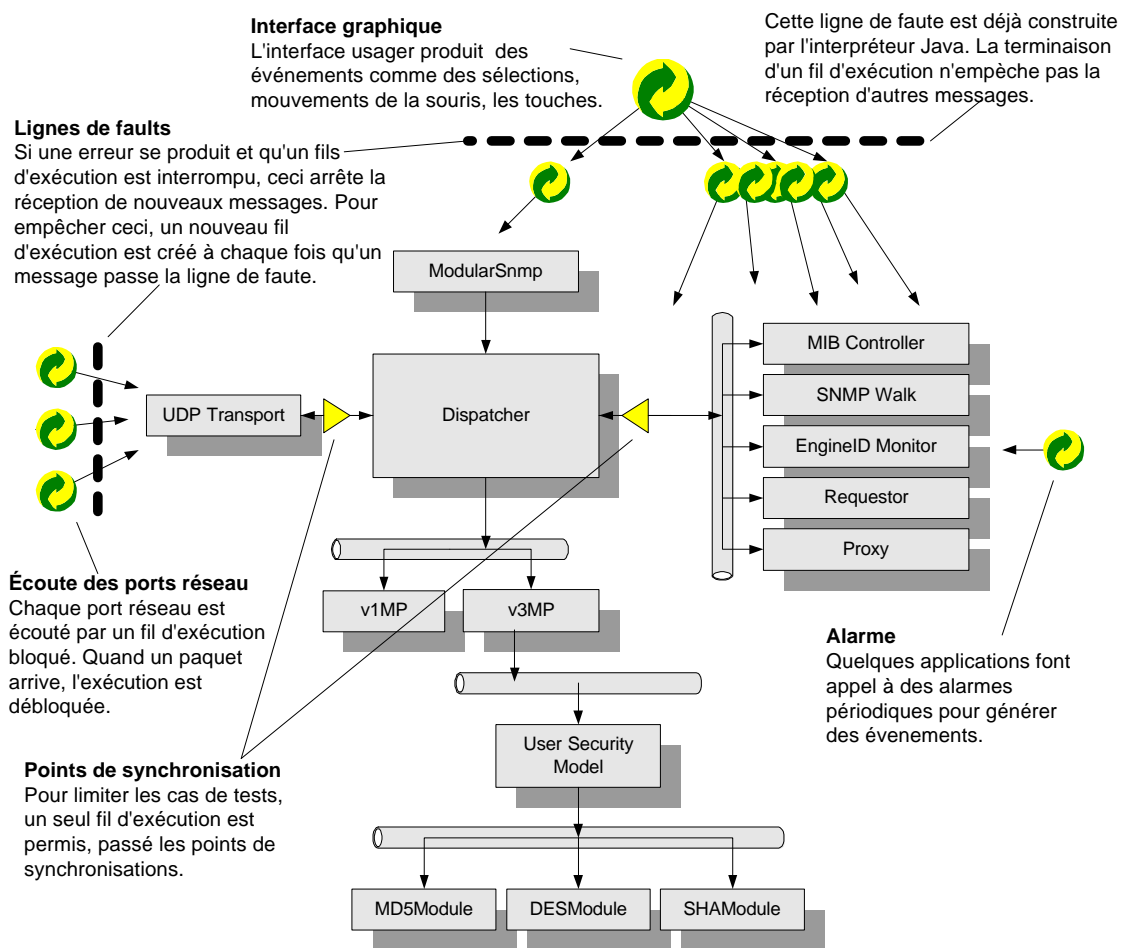 Interface graphique
L'interface usager produit des
événements comme des sélections,
mouvements de la souris, les touches.
Cette ligne de faute est déjà construite
par l'interpréteur Java. La terminaison
d'un fil d'exécution n'empèche pas la
réception d'autres messages.
Lignes de faults
Si une erreur se produit et qu'un fils
d'exécution est interrompu, ceci arrête la
réception de nouveaux messages. Pour
empêcher ceci, un nouveau fil
d'exécution est créé à chaque fois qu'un
message passe la ligne de faute.
ModularSnmp
UDP Transport
Dispatcher
MIB Controller
SNMP Walk
EngineID Monitor
Requestor
Proxy
Écoute des ports réseau
Chaque port réseau est
écouté par un fil d'exécution
bloqué. Quand un paquet
arrive, l'exécution est
débloquée.
v1MP
v3MP
Alarme
Quelques applications font
appel à des alarmes
périodiques pour générer
des évenements.
User Security
Model
Points de synchronisation
Pour limiter les cas de tests,
un seul fil d'exécution est
permis, passé les points de
synchronisations.
MD5Module
DESModule
SHAModule